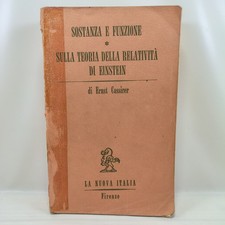 SOSTANZA E FUNZIONE
SULLA TEORIA DELLA RELATIVITÀ
DI EINSTEIN
di Ernst Cassirer
LA NUOVA ITALIA
Firenze